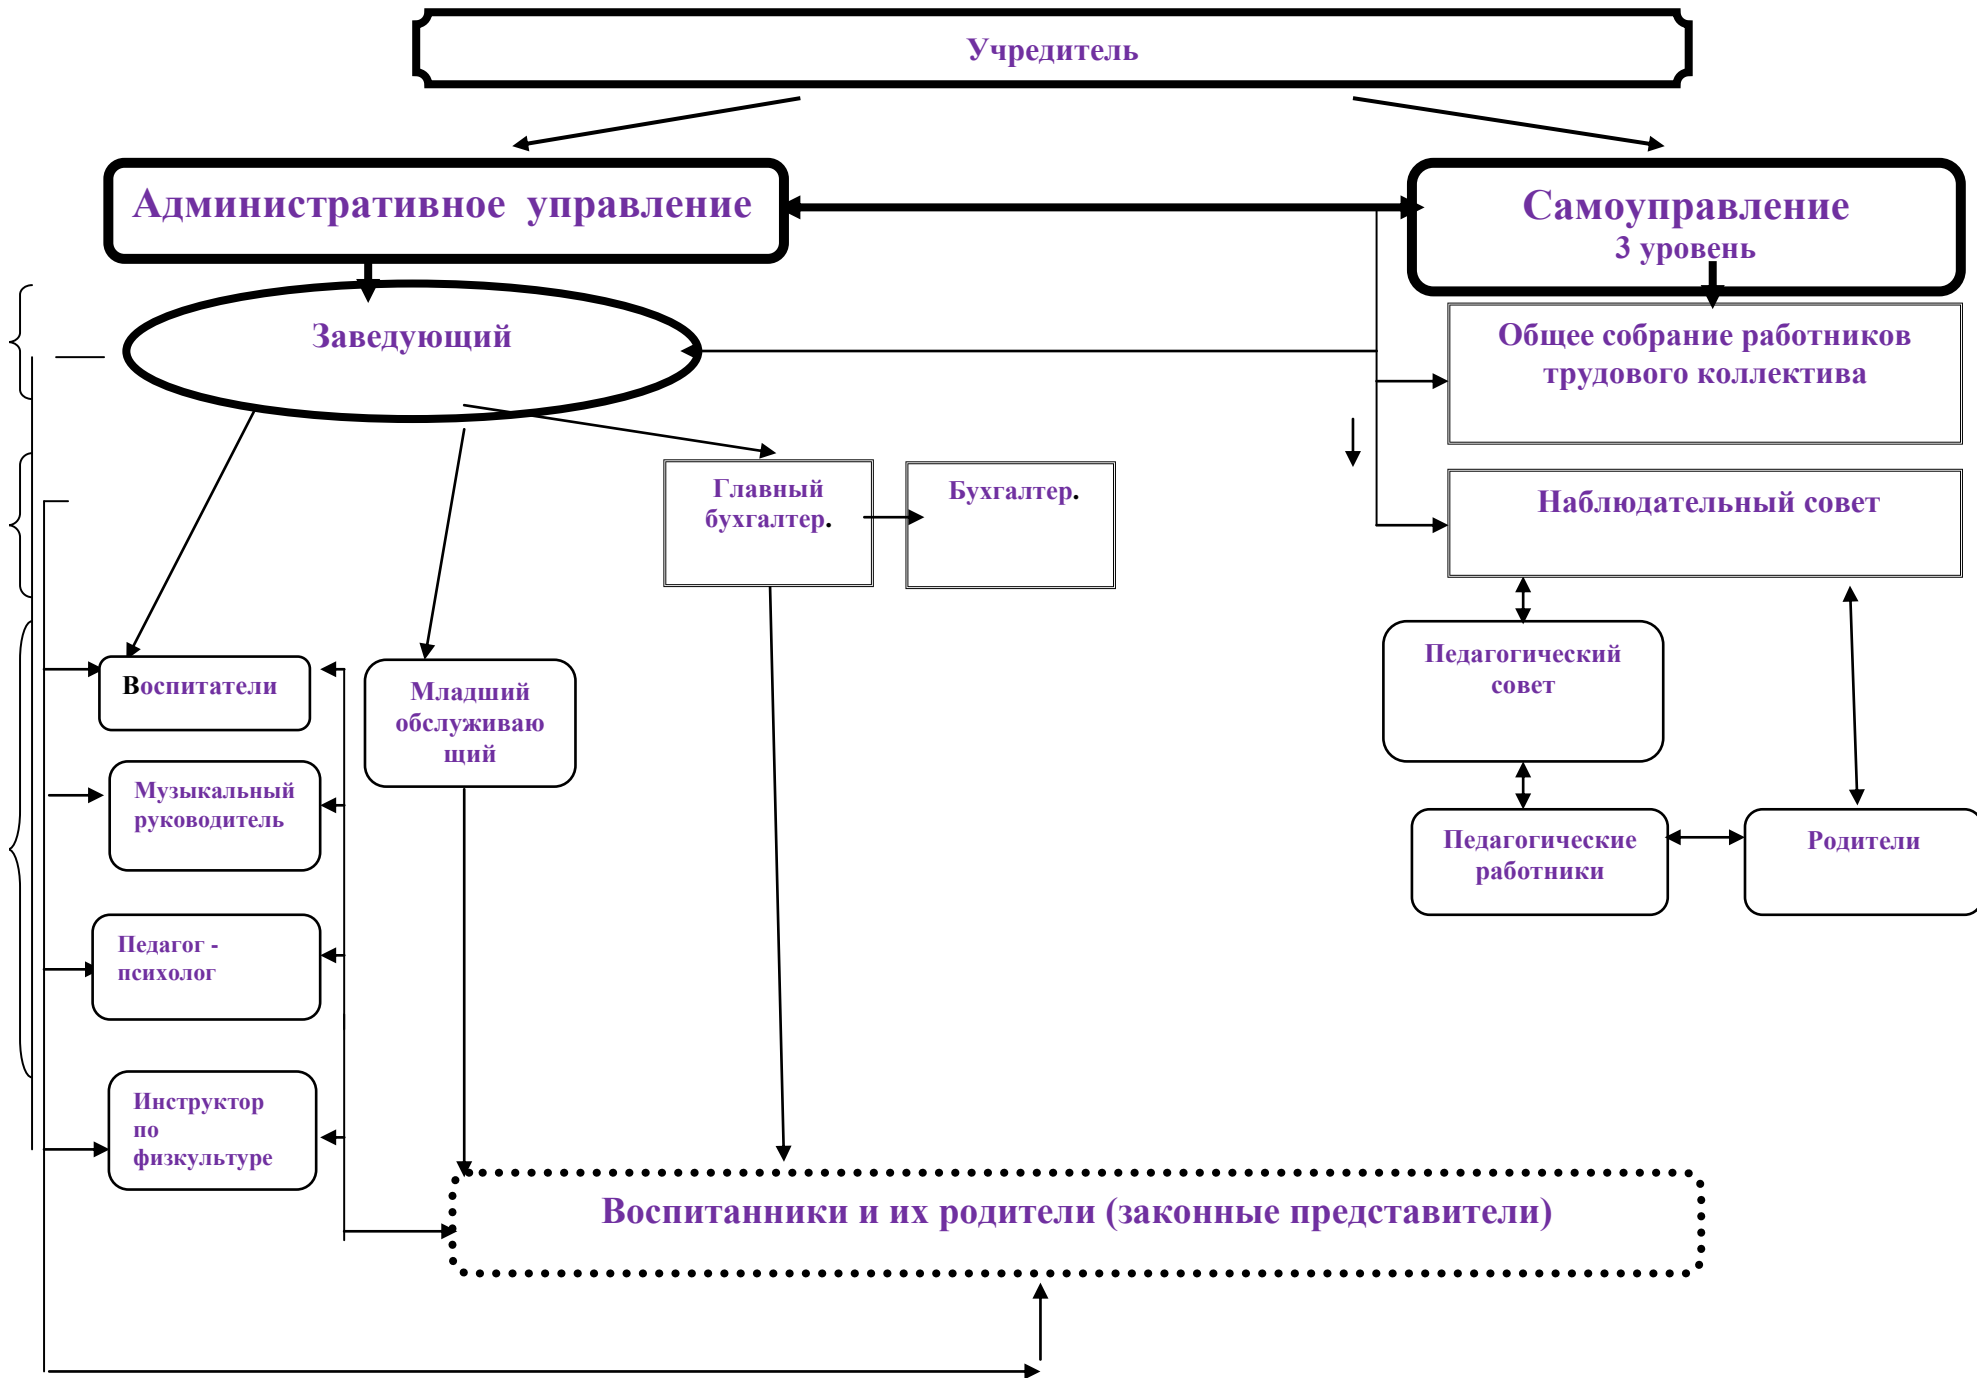 Учредитель
Административное управление
Самоуправление
3 уровень
Заведующий
Общее собрание работников
трудового коллектива
Главный
бухгалтер.
Бухгалтер.
Наблюдательный совет
Воспитатели
Младший
обслуживаю
щий
Педагогический
совет
Музыкальный
руководитель
Педагогические
работники
Родители
Педагог -
психолог
Инструктор
по
физкультуре
Воспитанники и их родители (законные представители)